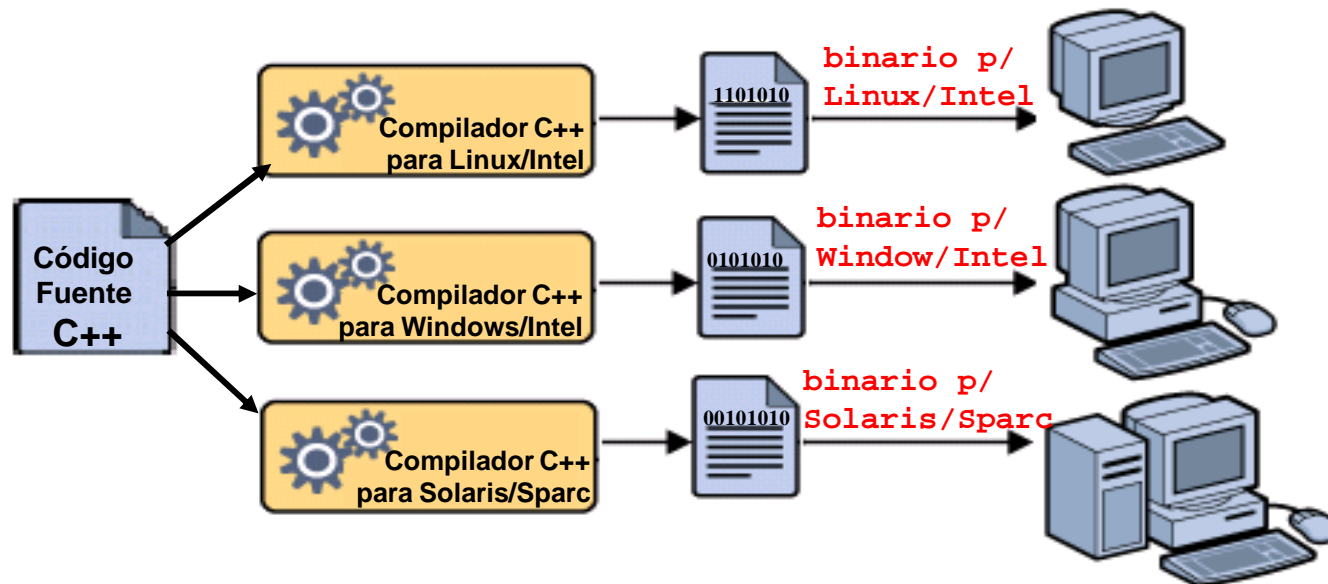 Código
Fuente
C++
Compilador C++
para Linux/Intel
1101010
binario p/
Linux/Intel
Compilador C++
para Windows/Intel
0101010
binario p/
Window/Intel
Compilador C++
para Solaris/Sparc
00101010
binario p/
Solaris/Sparc